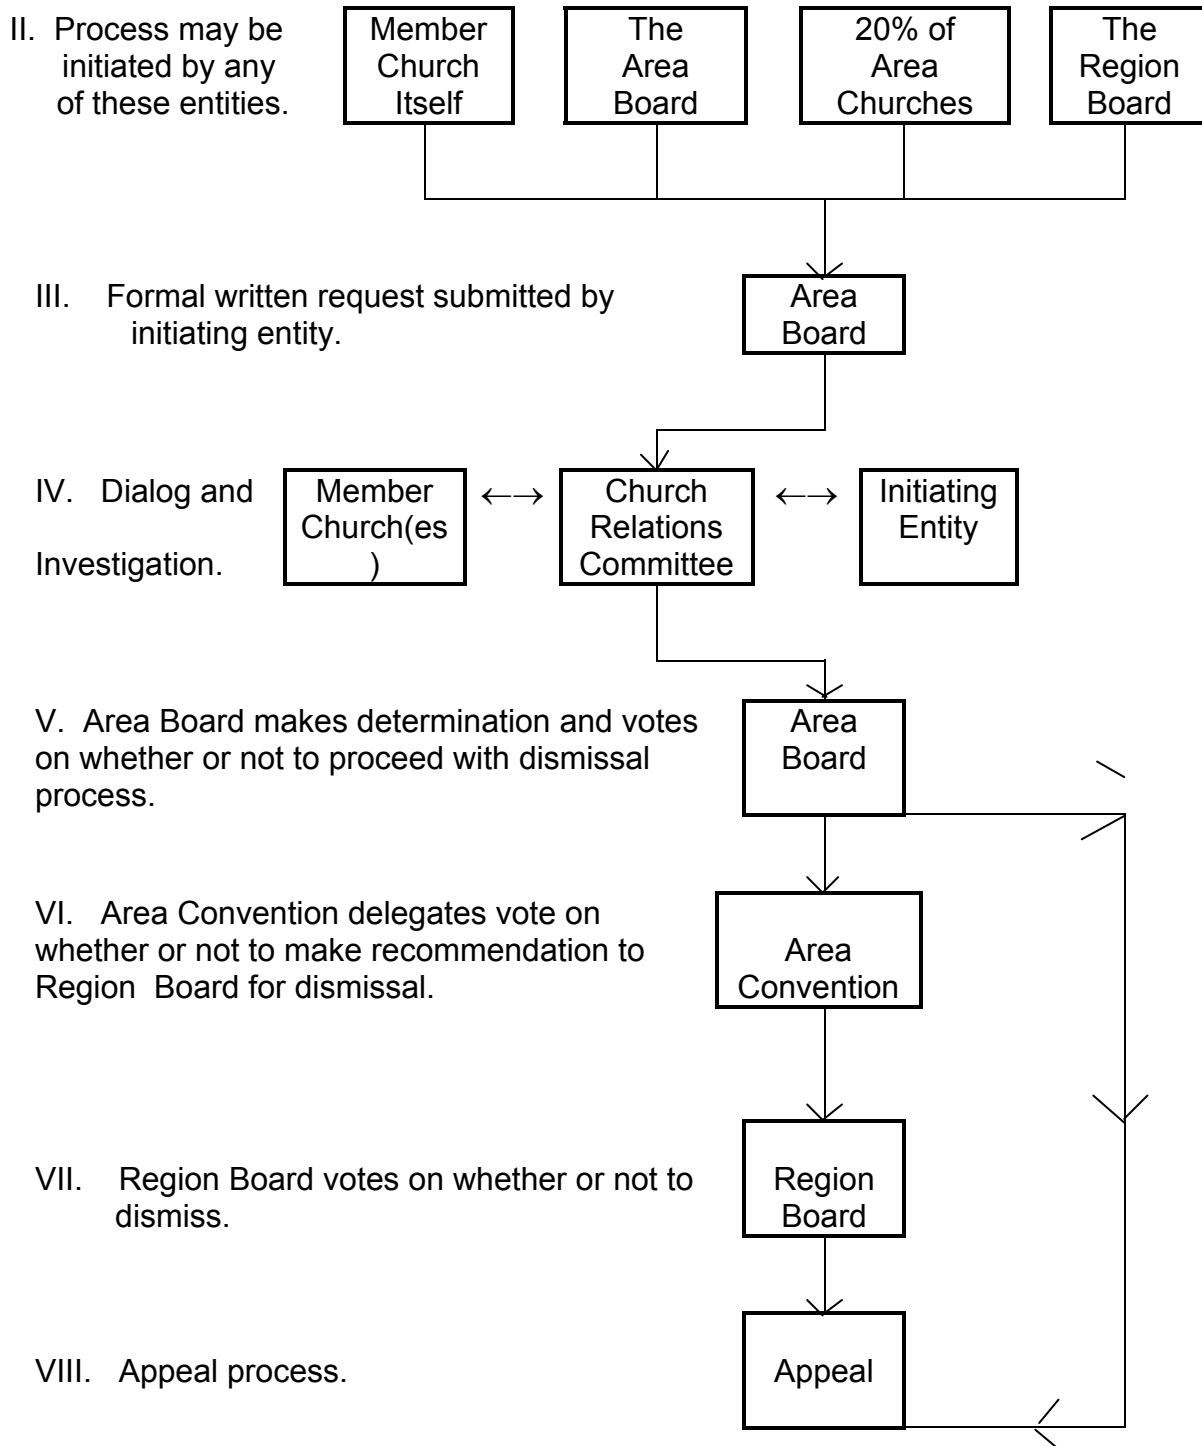 II. Process may be
initiated by any
of these entities.
Member
Church
Itself
The
Area
Board
20% of
Area
Churches
The
Region
Board
III. Formal written request submitted by
initiating entity.
Area
Board
IV. Dialog and
Investigation.
Member
Church(es
)
←→
Church
Relations
Committee
←→
Initiating
Entity
V. Area Board makes determination and votes
on whether or not to proceed with dismissal
process.
Area
Board
VI. Area Convention delegates vote on
whether or not to make recommendation to
Region Board for dismissal.
Area
Convention
VII. Region Board votes on whether or not to
dismiss.
Region
Board
VIII. Appeal process.
Appeal